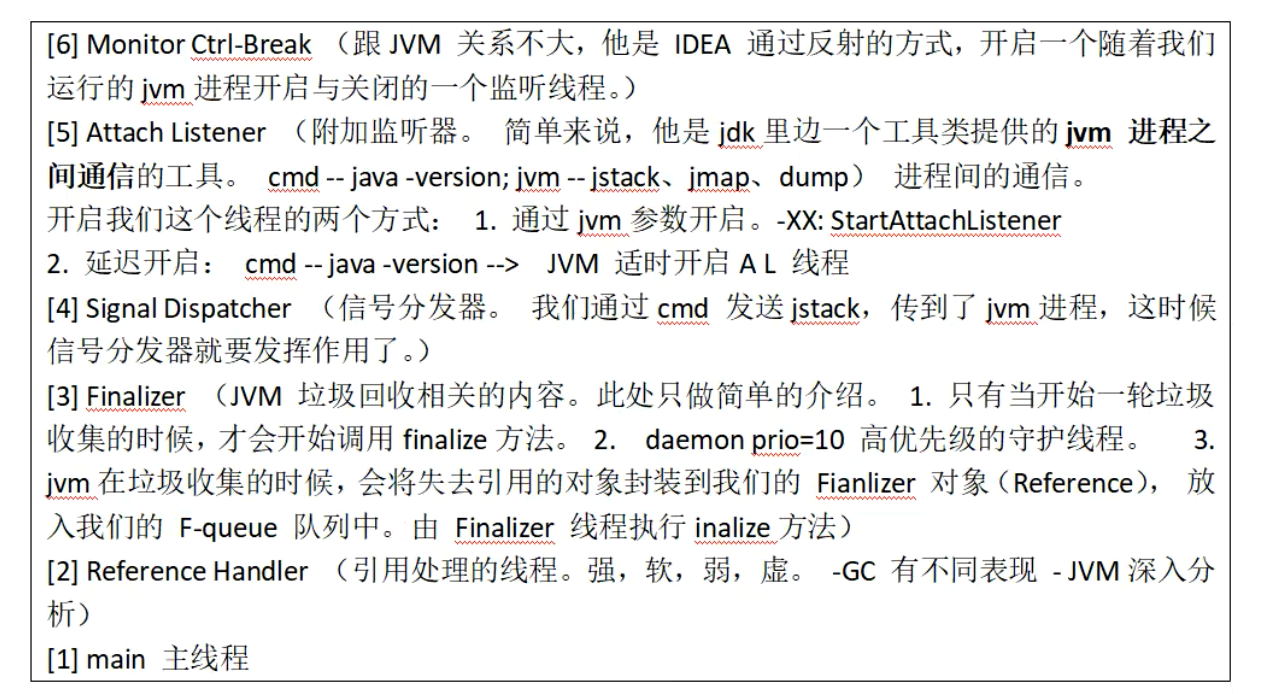 [6] Monitor Ctrl-Break （跟 JVM 关系不大，他是 IDEA 通过反射的方式，开启一个随着我们
运行的 jvm 进程开启与关闭的一个监听线程。）
[5] Attach Listener （附加监听器。 简单来说，他是 jdk 里边一个工具类提供的 jvm 进程之
间通信的工具。 cmd -- java -version; jvm -- jstack、jmap、dump） 进程间的通信。
开启我们这个线程的两个方式： 1. 通过 jvm 参数开启。-XX: StartAttachListener
2. 延迟开启： cmd -- java -version --> JVM 适时开启 A L 线程
[4] Signal Dispatcher （信号分发器。 我们通过 cmd 发送 jstack，传到了 jvm 进程，这时候
信号分发器就要发挥作用了。）
[3] Finalizer （JVM 垃圾回收相关的内容。此处只做简单的介绍。 1. 只有当开始一轮垃圾
收集的时候，才会开始调用 finalize 方法。 2. daemon prio=10 高优先级的守护线程。 3.
jvm 在垃圾收集的时候，会将失去引用的对象封装到我们的 Fianlizer 对象（Reference）， 放
入我们的 F-queue 队列中。由 Finalizer 线程执行 inalize 方法）
[2] Reference Handler （引用处理的线程。强，软，弱，虚。 -GC 有不同表现 - JVM 深入分
析）
[1] main 主线程